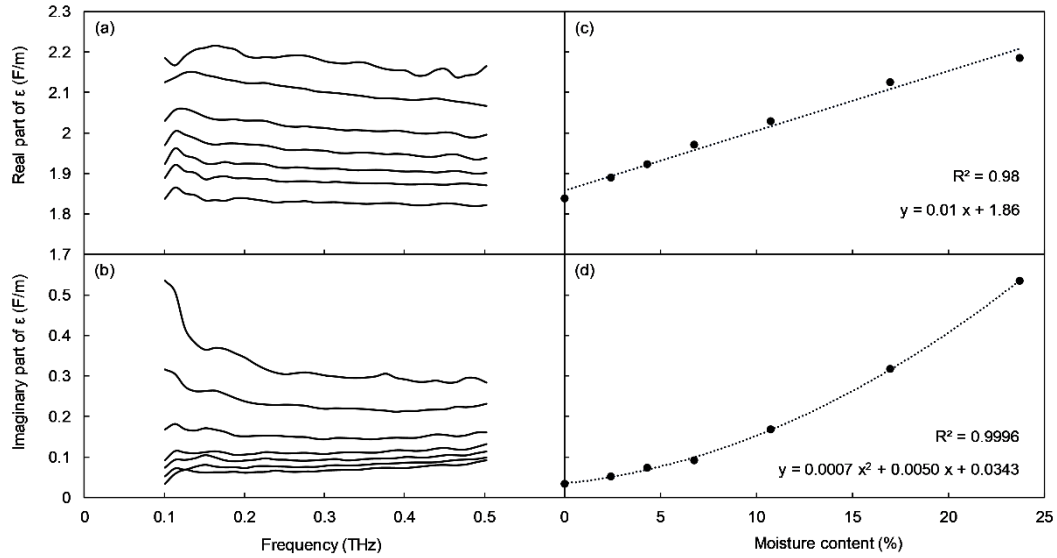 2.3
2.2
2.1
2
1.9
1.8
1.7
Real part of ε (F/m)
(a)
(c)
R² = 0.98
y = 0.01 x + 1.86
0.5
0.4
0.3
0.2
0.1
0
Imaginary part of ε (F/m)
(b)
(d)
R² = 0.9996
y = 0.0007 x² + 0.0050 x + 0.0343
0 0.1 0.2 0.3 0.4 0.5
0 5 10 15 20 25
Frequency (THz)
Moisture content (%)